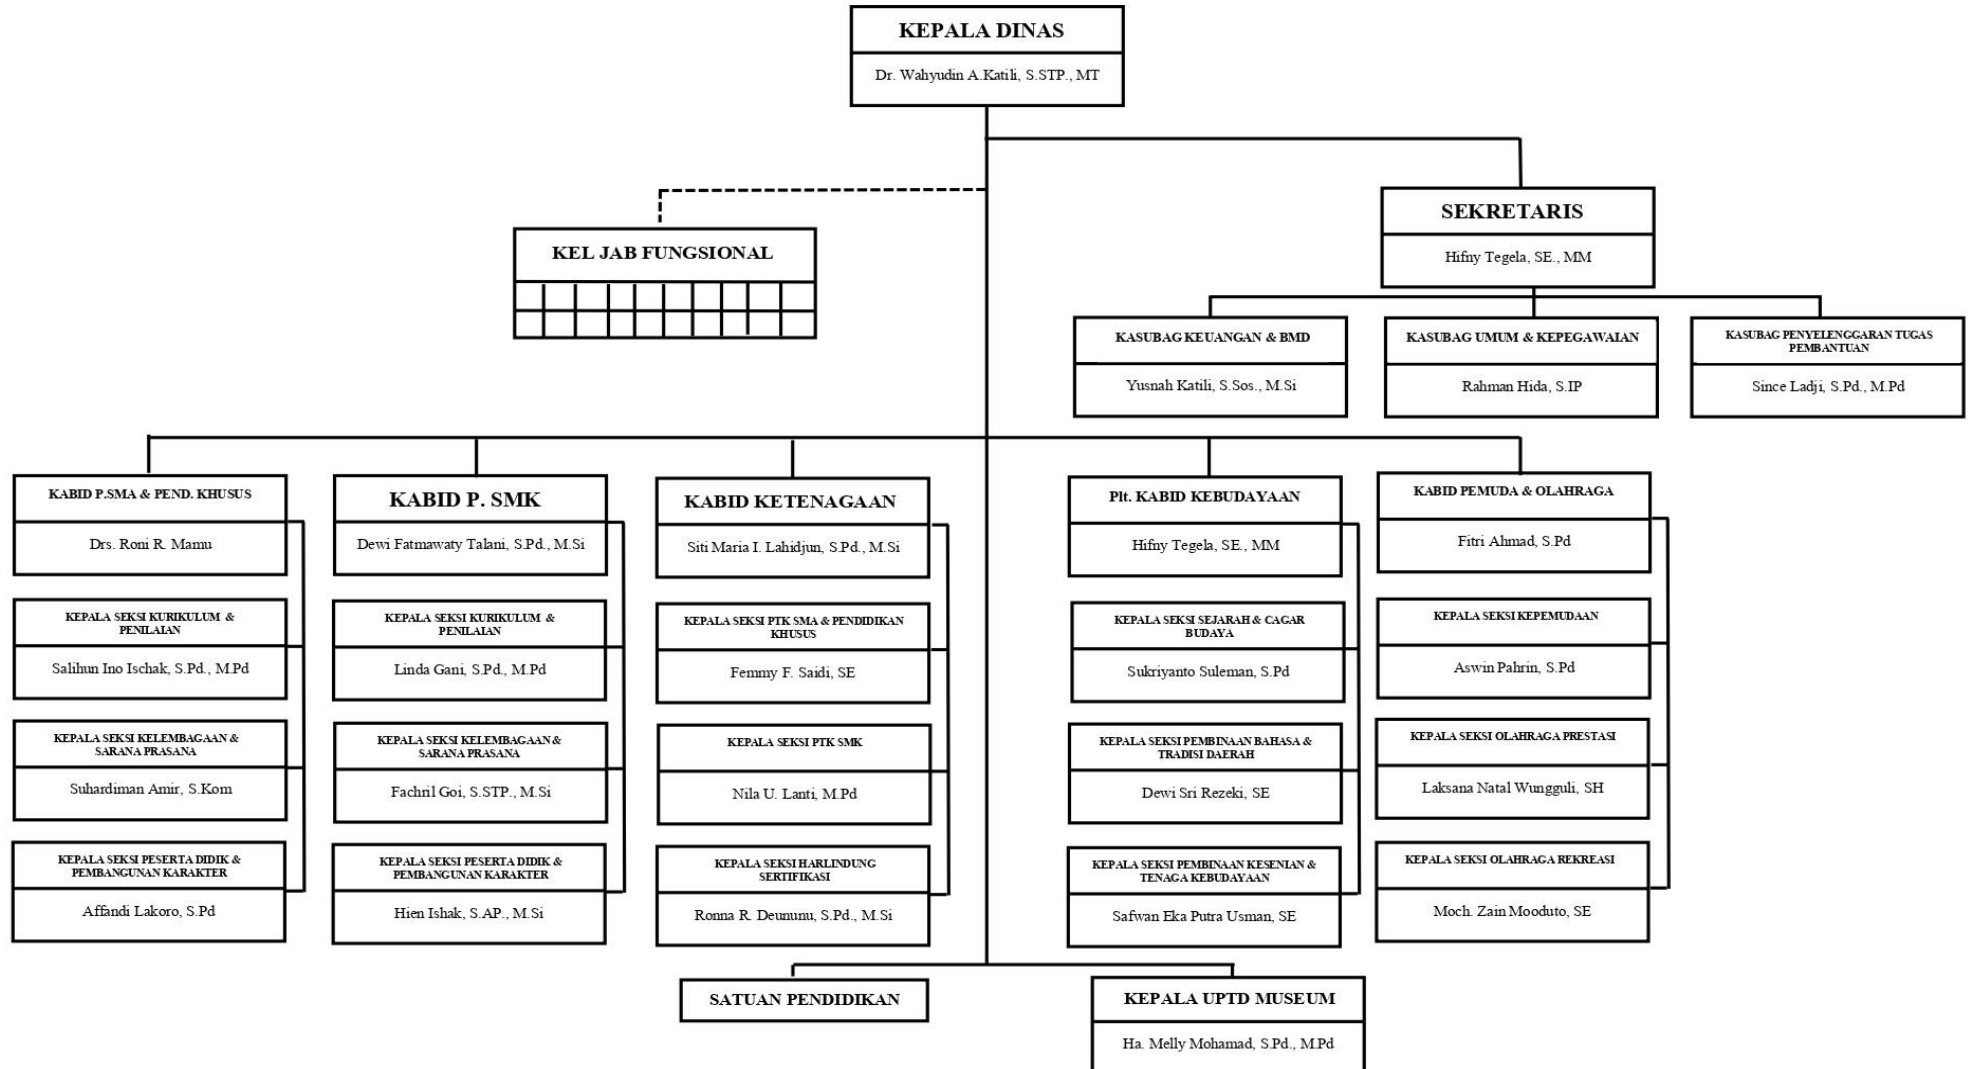 KEPALA DINAS
Dr. Wahyudin A.Katili, S.STP., MT
SEKRETARIS
Hifny Tegela, SE., MM
KEL JAB FUNGSIONAL
KASUBAG KEUANGAN & BMD
Yusnah Katili, S.Sos., M.Si
KASUBAG UMUM & KEPEGAWAIAN
Rahman Hida, S.IP
KASUBAG PENYELENGGARAN TUGAS
PEMBANTUAN
Since Ladji, S.Pd., M.Pd
KABID P.SMA & PEND. KHUSUS
Drs. Roni R. Mamu
KEPALA SEKSI KURIKULUM &
PENILAIAN
Salihun Ino Ischak, S.Pd., M.Pd
KEPALA SEKSI KELEMBAGAAN &
SARANA PRASANA
Suhardiman Amir, S.Kom
KEPALA SEKSI PESERTA DIDIK &
PEMBANGUNAN KARAKTER
Affandi Lakoro, S.Pd
KABID P. SMK
Dewi Fatmawaty Talani, S.Pd., M.Si
KEPALA SEKSI KURIKULUM &
PENILAIAN
Linda Gani, S.Pd., M.Pd
KEPALA SEKSI KELEMBAGAAN &
SARANA PRASANA
Fachril Goi, S.STP., M.Si
KEPALA SEKSI PESERTA DIDIK &
PEMBANGUNAN KARAKTER
Hien Ishak, S.AP., M.Si
KABID KETENAGAAN
Siti Maria I. Lahidjun, S.Pd., M.Si
KEPALA SEKSI PTK SMA & PENDIDIKAN
KHUSUS
Femmy F. Saidi, SE
KEPALA SEKSI PTK SMK
Nila U. Lanti, M.Pd
KEPALA SEKSI HARLINDUNG
SERTIFIKASI
Ronna R. Deununu, S.Pd., M.Si
Plt. KABID KEBUDAYAAN
Hifny Tegela, SE., MM
KEPALA SEKSI SEJARAH & CAGAR
BUDAYA
Sukriyanto Suleman, S.Pd
KEPALA SEKSI PEMBINAAN BAHASA &
TRADISI DAERAH
Dewi Sri Rezeki, SE
KEPALA SEKSI PEMBINAAN KESENIAN &
TENAGA KEBUDAYAAN
Safwan Eka Putra Usman, SE
KABID PEMUDA & OLAHRAGA
Fitri Ahmad, S.Pd
KEPALA SEKSI KEPEMUDAAN
Aswin Pahrin, S.Pd
KEPALA SEKSI OLAHRAGA PRESTASI
Laksana Natal Wungguli, SH
KEPALA SEKSI OLAHRAGA REKREASI
Moch. Zain Mooduto, SE
SATUAN PENDIDIKAN
KEPALA UPTD MUSEUM
Ha. Melly Mohamad, S.Pd., M.Pd